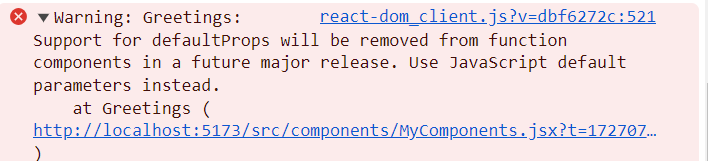 Warning: Greetings: react-dom_client.js?v=dbf6272c:521
Support for defaultProps will be removed from function
components in a future major release. Use JavaScript default
parameters instead.
at Greetings (
http://localhost:5173/src/components/MyComponents.jsx?t=172707…
)